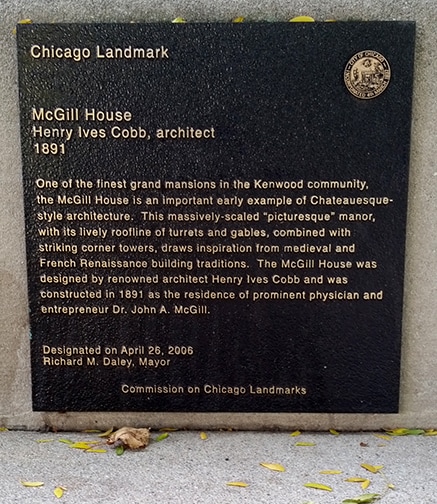 Chicago Landmark
McGill House
Henry Ives Cobb, architect
1891
One of the finest grand mansions in the Kenwood community,
the McGill House is an important early example of Chateauesque-
style architecture. This massively-scaled "picturesque" manor,
with its lively roofline of turrets and gables, combined with
striking corner towers, draws inspiration from medieval and
French Renaissance building traditions. The McGill House was
designed by renowned architect Henry Ives Cobb and was
constructed in 1891 as the residence of prominent physician and
entrepreneur Dr. John A. McGill.
Designated on April 26, 2006
Richard M. Daley, Mayor
Commission on Chicago Landmarks